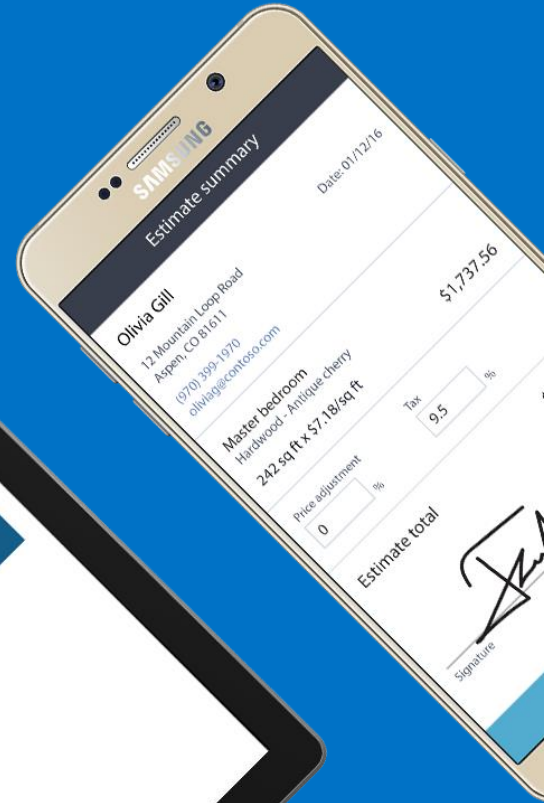 SAMSUNG
Estimate summary
Date: 01/12/16
Olivia Gill
12 Mountain Loop Road
Aspen, CO 81611
(970) 399-1970
oliviag@contoso.com
Master bedroom
Hardwood - Antique cherry
242 sq ft x $7.18/sq ft
$1,737.56
Price adjustment
0 %
Tax
9.5 %
Estimate total
Signature